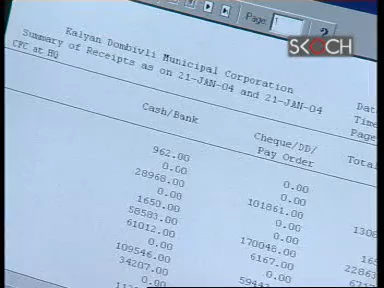 Page: 1
SKOCH
Kalyan Dombivli Municipal Corporation
Summary of Receipts as on 21-JAN-04 and 21-JAN-04
CFC at HQ
Time
Page
Cash/Bank Cheque/DD/ Total
Pay Order
962.00 0.00
0.00 0.00
28968.00 101861.00
0.00 0.00
1650.00 0.00
58583.00 170048.00
61012.00 6167.00
0.00 0.00
109546.00
34207.00
0.00